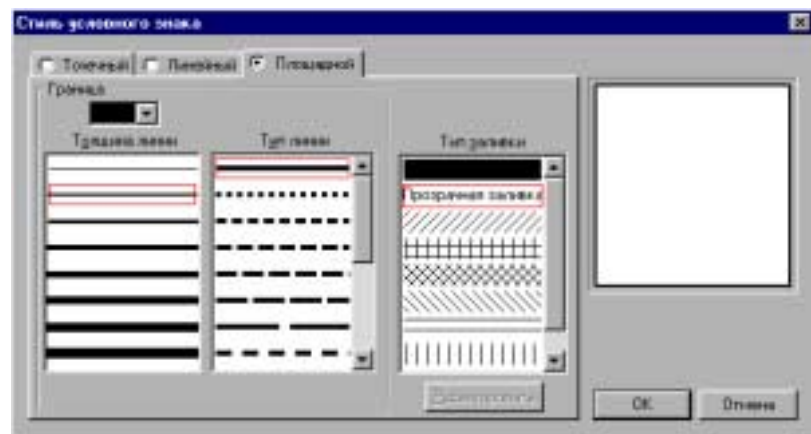 Стиль условного знака
Точечный Линейный Площадной
Граница
Толщина линии Тип линии Тип заливки
Прозрачная заливка
OK Отмена